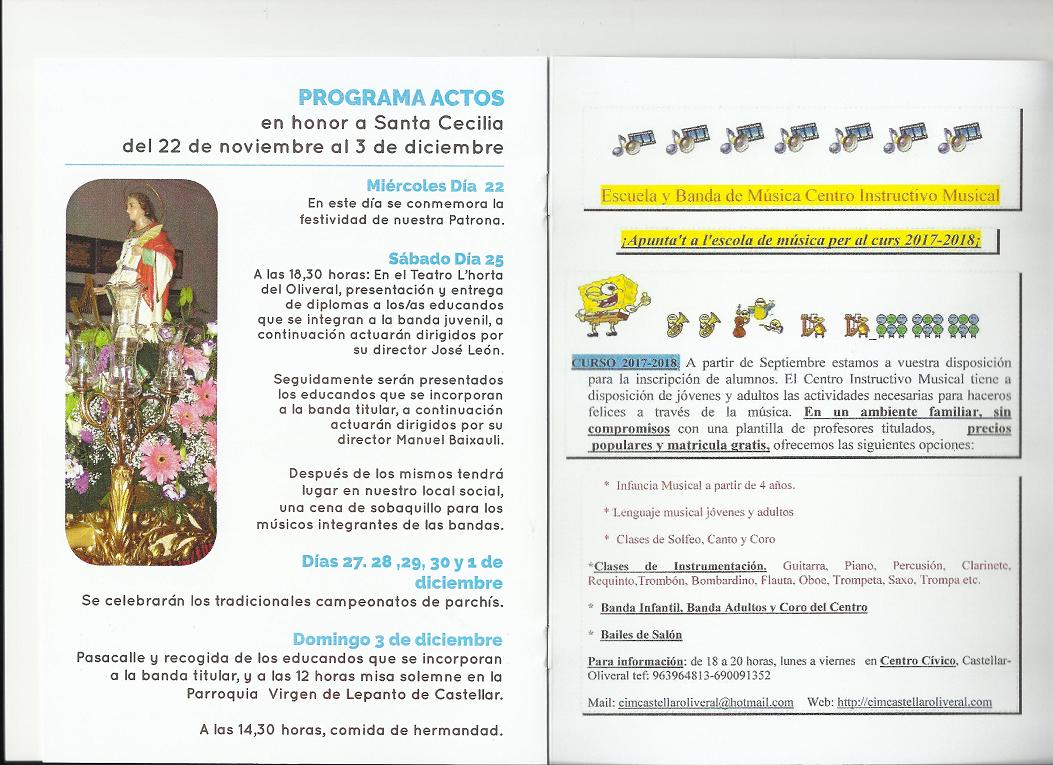 PROGRAMA ACTOS
en honor a Santa Cecilia
del 22 de noviembre al 3 de diciembre
Miércoles Día 22
En este día se conmemora la
festividad de nuestra Patrona.
Sábado Día 25
A las 18,30 horas: En el Teatro L'horta
del Oliveral, presentación y entrega
de diplomas a los/as educandos
que se integran a la banda juvenil, a
continuación actuarán dirigidos por
su director José León.
Seguidamente serán presentados
los educandos que se incorporan
a la banda titular, a continuación
actuarán dirigidos por su
director Manuel Baixauli.
Después de los mismos tendrá
lugar en nuestro local social,
una cena de sobaquillo para los
músicos integrantes de las bandas.
Días 27. 28 ,29, 30 y 1 de
diciembre
Se celebrarán los tradicionales campeonatos de parchís.
Domingo 3 de diciembre
Pasacalle y recogida de los educandos que se incorporan
a la banda titular, y a las 12 horas misa solemne en la
Parroquia Virgen de Lepanto de Castellar.
A las 14,30 horas, comida de hermandad.
Escuela y Banda de Música Centro Instructivo Musical
¡Apunta't a l'escola de música per al curs 2017-2018¡
CURSO 2017-2018. A partir de Septiembre estamos a vuestra disposición
para la inscripción de alumnos. El Centro Instructivo Musical tiene a
disposición de jóvenes y adultos las actividades necesarias para haceros
felices a través de la música. En un ambiente familiar, sin
compromisos con una plantilla de profesores titulados, precios
populares y matricula gratis, ofrecemos las siguientes opciones:
* Infancia Musical a partir de 4 años.
* Lenguaje musical jóvenes y adultos
* Clases de Solfeo, Canto y Coro
*Clases de Instrumentación. Guitarra, Piano, Percusión, Clarinete,
Requinto,Trombón, Bombardino, Flauta, Oboe, Trompeta, Saxo, Trompa etc.
* Banda Infantil, Banda Adultos y Coro del Centro
* Bailes de Salón
Para información: de 18 a 20 horas, lunes a viernes en Centro Cívico, Castellar-
Oliveral tef: 963964813-690091352
Mail: cimcastellaroliveral@hotmail.com Web: http://cimcastellaroliveral.com